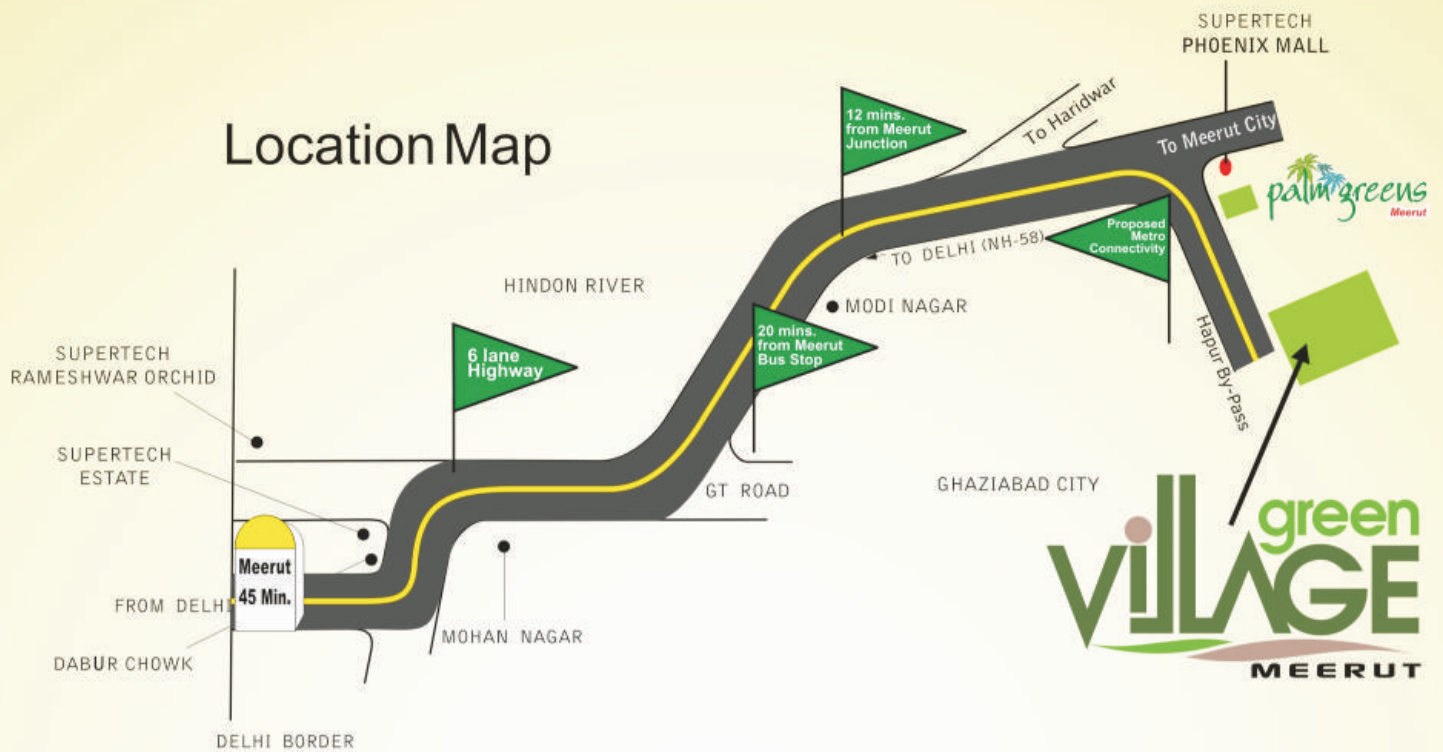 SUPERTECH
PHOENIX MALL
Location Map
12 mins.
from Meerut
Junction
To Haridwar
To Meerut City
palm greens
Meerut
Proposed
Metro
Connectivity
TO DELHI (NH-58)
HINDON RIVER
MODI NAGAR
6 lane
Highway
20 mins.
from Meerut
Bus Stop
Hapur By-Pass
SUPERTECH
RAMESHWAR ORCHID
SUPERTECH
ESTATE
GT ROAD
GHAZIABAD CITY
green
VILLAGE
MEERUT
Meerut
45 Min.
FROM DELHI
MOHAN NAGAR
DABUR CHOWK
DELHI BORDER